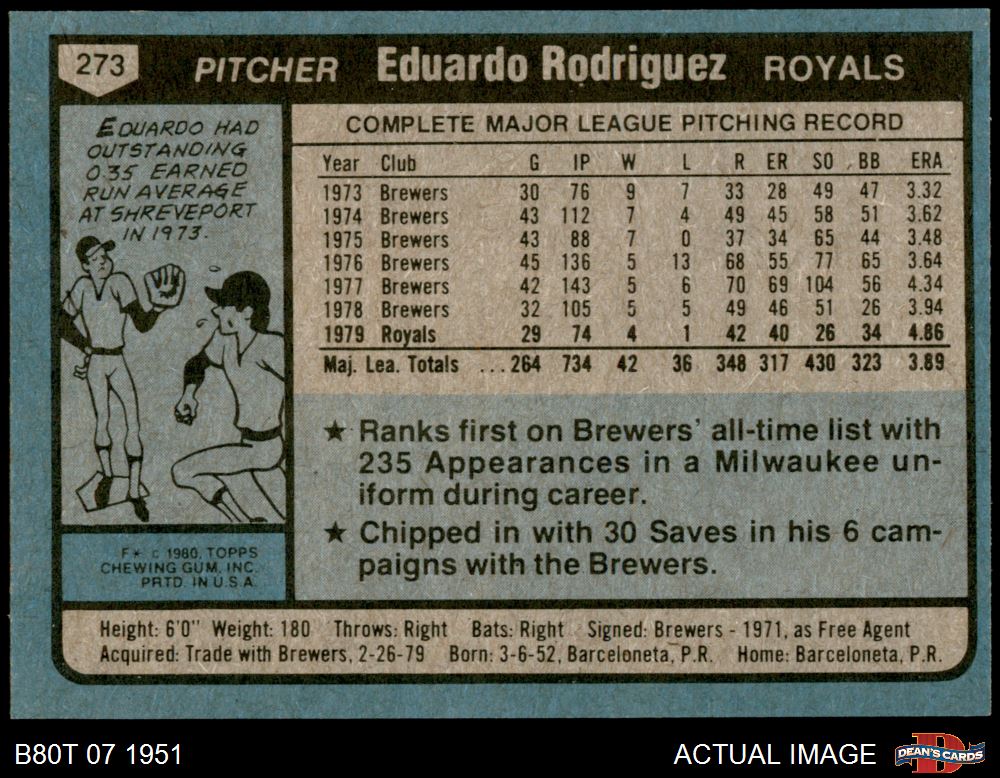 273 PITCHER Eduardo Rodriguez ROYALS
EDUARDO HAD
OUTSTANDING
0.35 EARNED
RUN AVERAGE
AT SHREVEPORT
IN 1973.
F* © 1980, TOPPS
CHEWING GUM, INC.
PRTD. IN U.S.A.
COMPLETE MAJOR LEAGUE PITCHING RECORD
Year Club G IP W L R ER SO BB ERA
1973 Brewers 30 76 9 7 33 28 49 47 3.32
1974 Brewers 43 112 7 4 49 45 58 51 3.62
1975 Brewers 43 88 7 0 37 34 65 44 3.48
1976 Brewers 45 136 5 13 68 55 77 65 3.64
1977 Brewers 42 143 5 6 70 69 104 56 4.34
1978 Brewers 32 105 5 5 49 46 51 26 3.94
1979 Royals 29 74 4 1 42 40 26 34 4.86
Maj. Lea. Totals ...264 734 42 36 348 317 430 323 3.89
★ Ranks first on Brewers' all-time list with
235 Appearances in a Milwaukee un-
iform during career.
★ Chipped in with 30 Saves in his 6 cam-
paigns with the Brewers.
Height: 6'0" Weight: 180 Throws: Right Bats: Right Signed: Brewers - 1971, as Free Agent
Acquired: Trade with Brewers, 2-26-79 Born: 3-6-52, Barceloneta, P.R. Home: Barceloneta, P.R.
B80T 07 1951 ACTUAL IMAGE DEAN'S CARDS